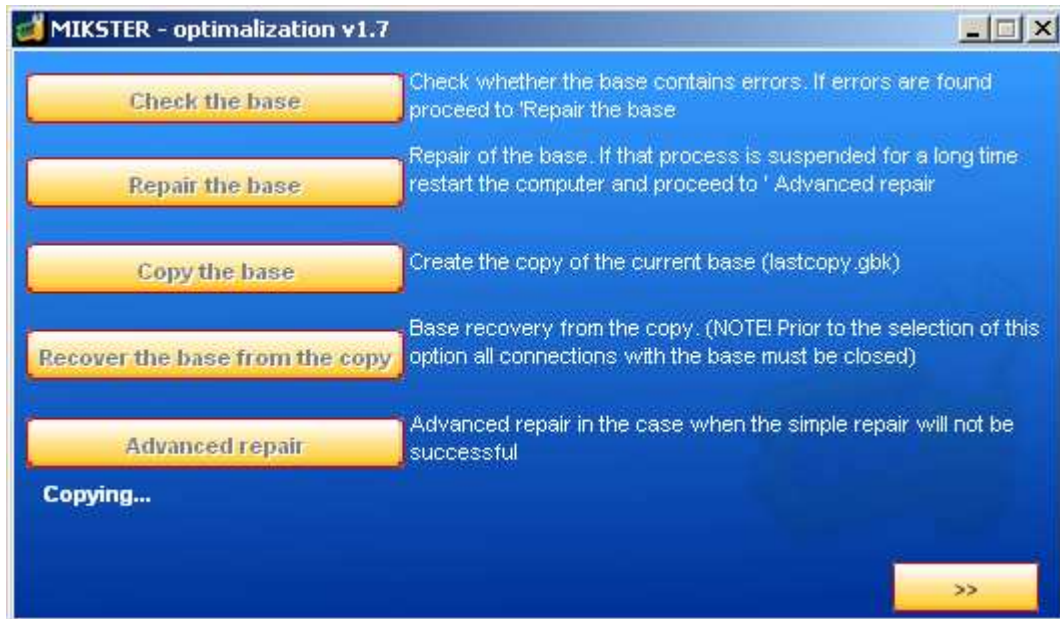 MIKSTER - optimalization v1.7
Check the base
Check whether the base contains errors. If errors are found
proceed to 'Repair the base
Repair the base
Repair of the base. If that process is suspended for a long time
restart the computer and proceed to ' Advanced repair
Copy the base
Create the copy of the current base (lastcopy.gbk)
Recover the base from the copy
Base recovery from the copy. (NOTE! Prior to the selection of this
option all connections with the base must be closed)
Advanced repair
Advanced repair in the case when the simple repair will not be
successful
Copying...
>>